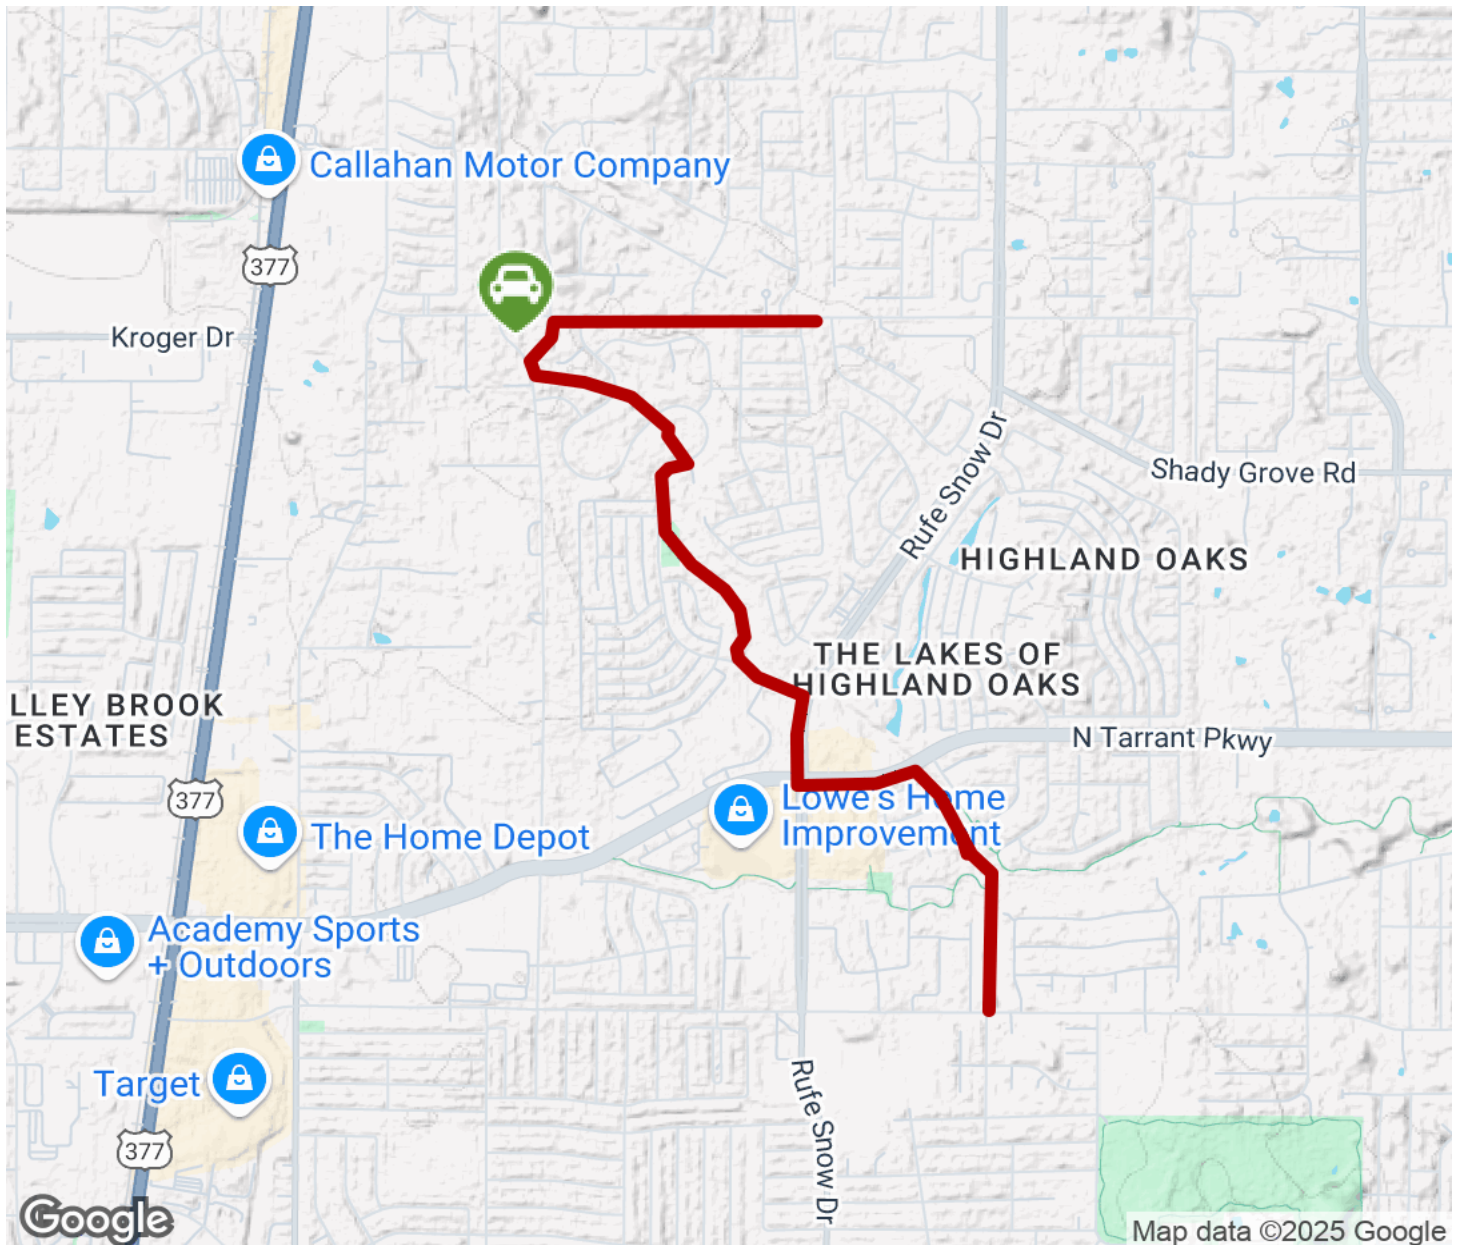 Callahan Motor Company
377
Kroger Dr
Rufe Snow Dr
Shady Grove Rd
HIGHLAND OAKS
THE LAKES OF
HIGHLAND OAKS
LLEY BROOK
ESTATES
N Tarrant Pkwy
377
Lowe's Home
Improvement
The Home Depot
Academy Sports
+ Outdoors
Target
Rufe Snow Dr
377
Google
Map data ©2025 Google